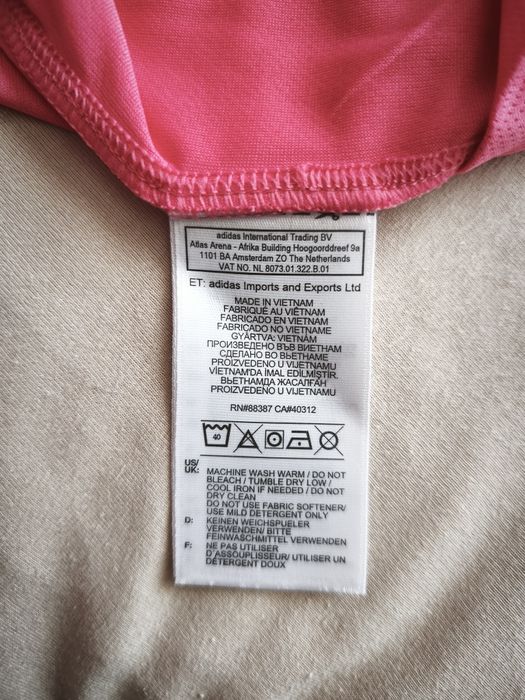 adidas International Trading BV
Atlas Arena - Afrika Building Hoogoorddreef 9a
1101 BA Amsterdam ZO The Netherlands
VAT NO. NL 8073.01.322.B.01
ET: adidas Imports and Exports Ltd
MADE IN VIETNAM
FABRIQUÉ AU VIÊTNAM
FABRICADO EN VIETNAM
FABRICADO NO VIETNAME
GYÁRTVA: VIETNÁM
ПРОИЗВЕДЕНО ВЪВ ВИЕТНАМ
СДЕЛАНО ВО ВЬЕТНАМЕ
PROIZVEDENO U VIJETNAMU
VİETNAM'DA İMAL EDİLMİŞTİR.
ВЬЕТНАМДА ЖАСАЛҒАН
PROIZVEDENO U VIJETNAMU
RN#88387 CA#40312
40
US/
UK: MACHINE WASH WARM / DO NOT
BLEACH / TUMBLE DRY LOW /
COOL IRON IF NEEDED / DO NOT
DRY CLEAN
DO NOT USE FABRIC SOFTENER/
USE MILD DETERGENT ONLY
D: KEINEN WEICHSPUELER
VERWENDEN/ BITTE
FEINWASCHMITTEL VERWENDEN
F: NE PAS UTILISER
D'ASSOUPLISSEUR/ UTILISER UN
DÉTERGENT DOUX